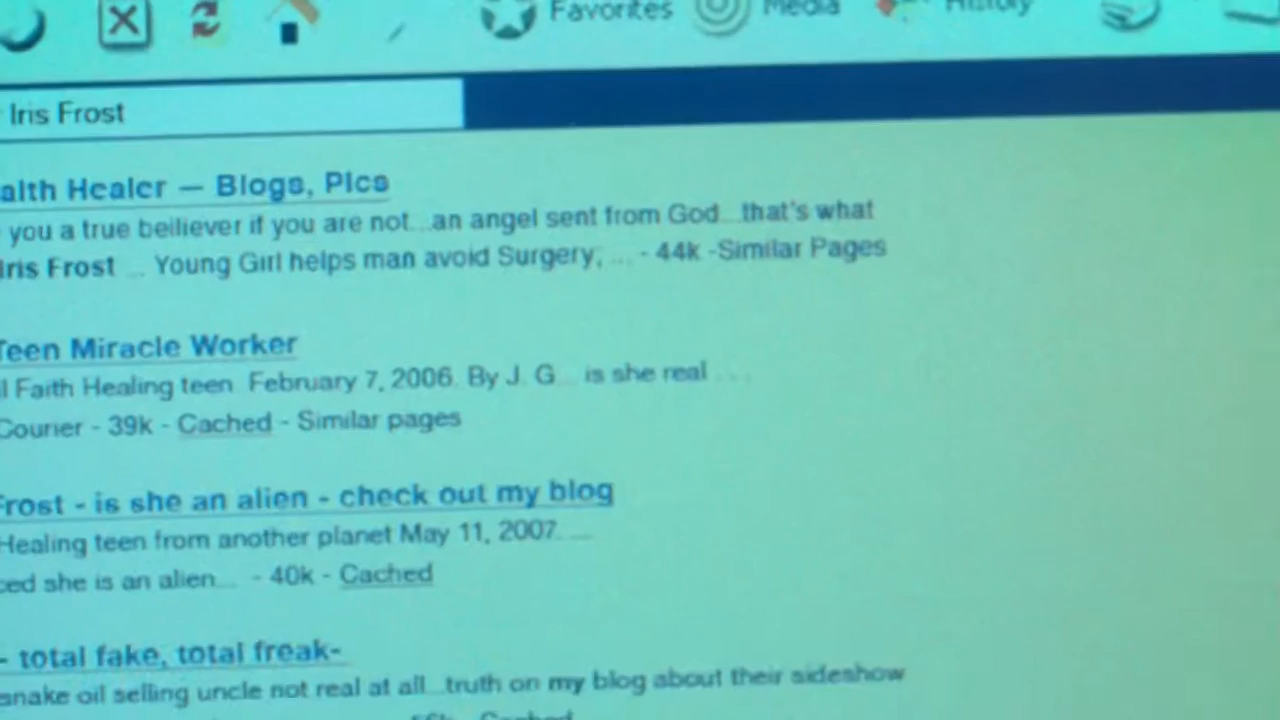 Favorites Media History
Iris Frost
alth Healer — Blogs, Pics
you a true beiliever if you are not...an angel sent from God...that's what
Iris Frost ... Young Girl helps man avoid Surgery, ... - 44k -Similar Pages
Teen Miracle Worker
l Faith Healing teen. February 7, 2006. By J. G... is she real ...
Courier - 39k - Cached - Similar pages
Frost - is she an alien - check out my blog
Healing teen from another planet May 11, 2007. ...
ced she is an alien... - 40k - Cached
- total fake, total freak-
snake oil selling uncle not real at all...truth on my blog about their sideshow
Cached